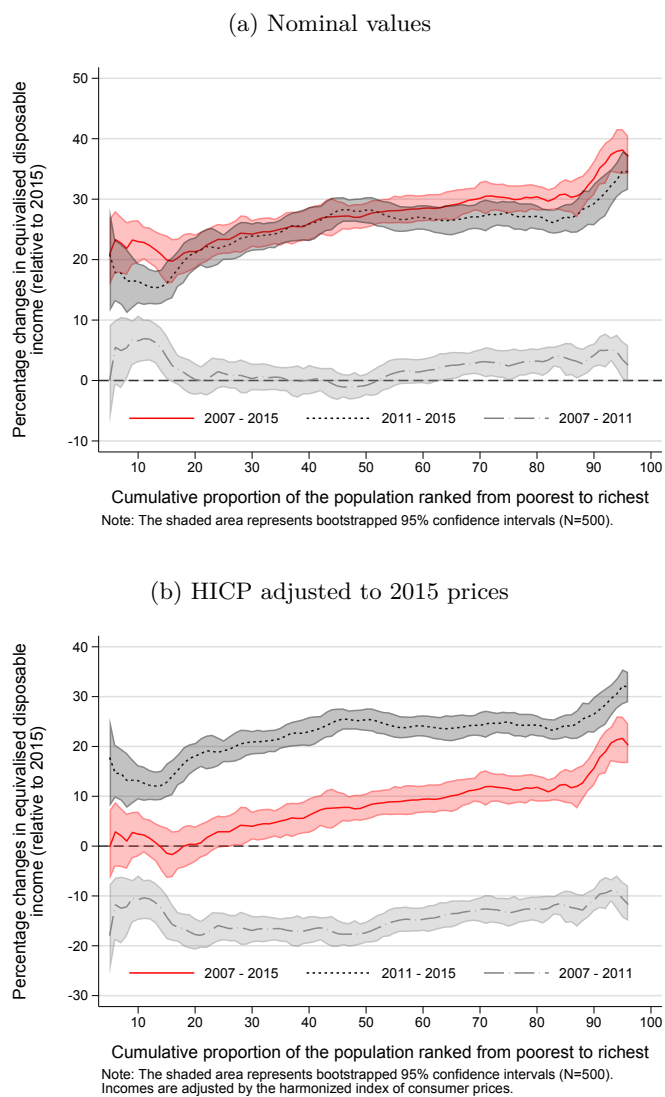 (a) Nominal values
Percentage changes in equivalised disposable
income (relative to 2015)
50
40
30
20
10
0
-10
2007 - 2015
2011 - 2015
2007 - 2011
10 20 30 40 50 60 70 80 90 100
Cumulative proportion of the population ranked from poorest to richest
Note: The shaded area represents bootstrapped 95% confidence intervals (N=500).
(b) HICP adjusted to 2015 prices
Percentage changes in equivalised disposable
income (relative to 2015)
40
30
20
10
0
-10
-20
-30
2007 - 2015
2011 - 2015
2007 - 2011
10 20 30 40 50 60 70 80 90 100
Cumulative proportion of the population ranked from poorest to richest
Note: The shaded area represents bootstrapped 95% confidence intervals (N=500).
Incomes are adjusted by the harmonized index of consumer prices.